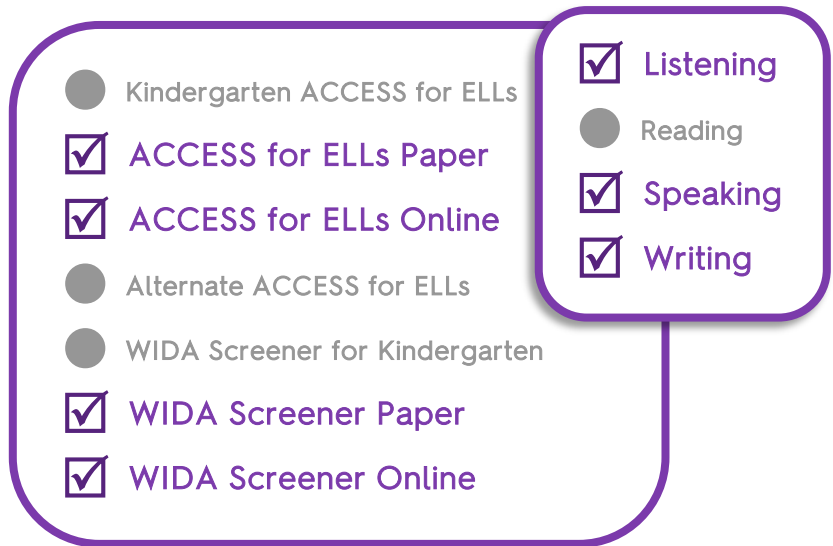 Kindergarten ACCESS for ELLs
ACCESS for ELLs Paper
ACCESS for ELLs Online
Alternate ACCESS for ELLs
WIDA Screener for Kindergarten
WIDA Screener Paper
WIDA Screener Online
Listening
Reading
Speaking
Writing